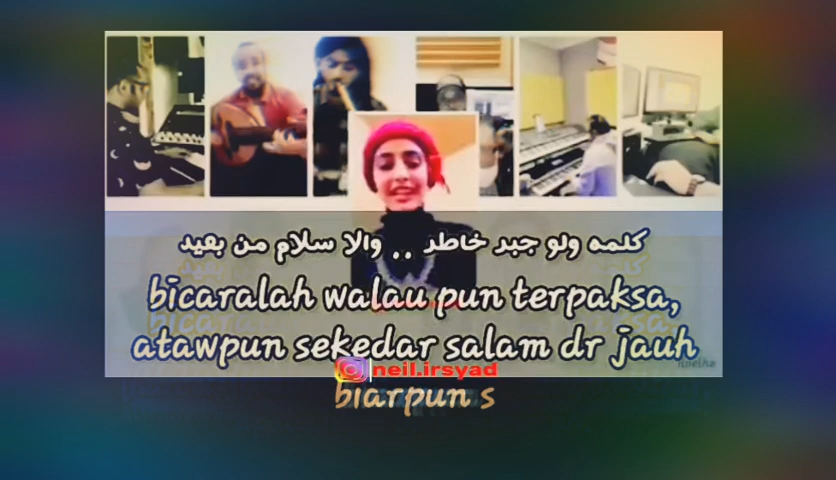 كلمه ولو جبر خاطر .. والا سلام من بعيد
bicaralah walau pun terpaksa,
atawpun sekedar salam dr jauh
neil.irsyad
biarpun s